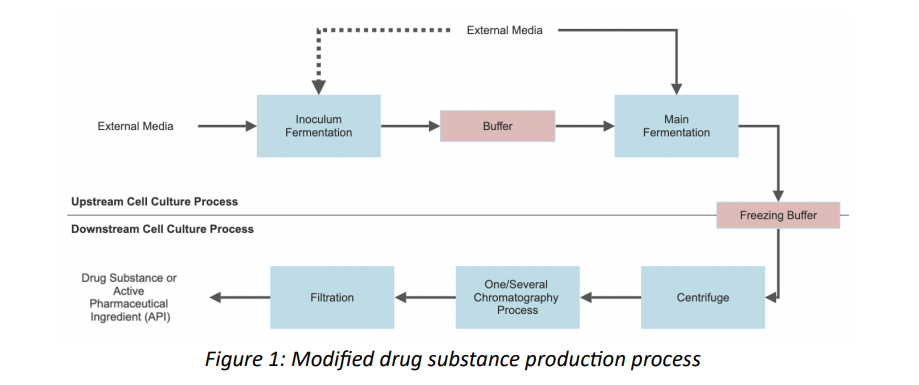 External Media
External Media
Inoculum
Fermentation
Buffer
Main
Fermentation
Upstream Cell Culture Process
Freezing Buffer
Downstream Cell Culture Process
Drug Substance or
Active
Pharmaceutical
Ingredient (API)
Filtration
One/Several
Chromatography
Process
Centrifuge
Figure 1: Modified drug substance production process